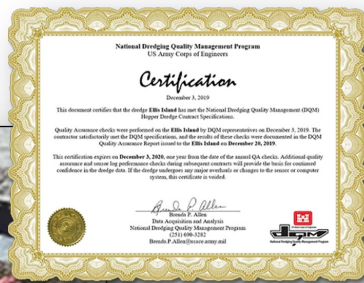 National Dredging Quality Management Program
US Army Corps of Engineers
Certification
December 3, 2019
This document certifies that the dredge Ellis Island has met the National Dredging Quality Management (DQM)
Hopper Dredge Contract Specifications.
Quality Assurance checks were performed on the Ellis Island by DQM representatives on December 3, 2019. The
contractor satisfactorily met the DQM specifications, and the results of these checks were documented in the DQM
Quality Assurance Report issued to the Ellis Island on December 20, 2019.
This certification expires on December 3, 2020, one year from the date of the annual QA checks. Additional quality
assurance and sensor log performance checks during subsequent contracts will provide the basis for continued
confidence in the dredge data. If the dredge undergoes any major overhauls or changes to the sensor or computer
system, this certificate is voided.
Brenda P. Allen
Brenda P. Allen
Data Acquisition and Analysis
National Dredging Quality Management Program
(251) 690-3282
Brenda.P.Allen@usace.army.mil
DQM
National Dredging Quality Management Program